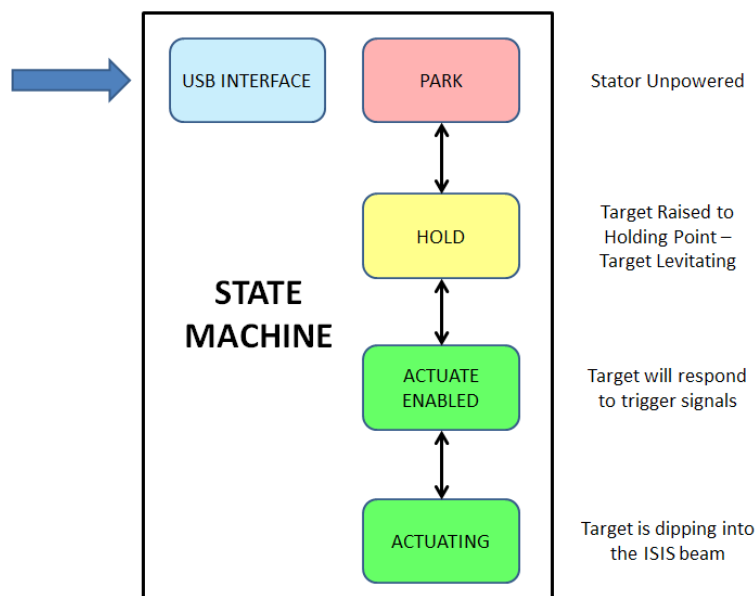 USB INTERFACE
PARK
Stator Unpowered
HOLD
Target Raised to
Holding Point –
Target Levitating
STATE
MACHINE
ACTUATE
ENABLED
Target will respond
to trigger signals
ACTUATING
Target is dipping into
the ISIS beam